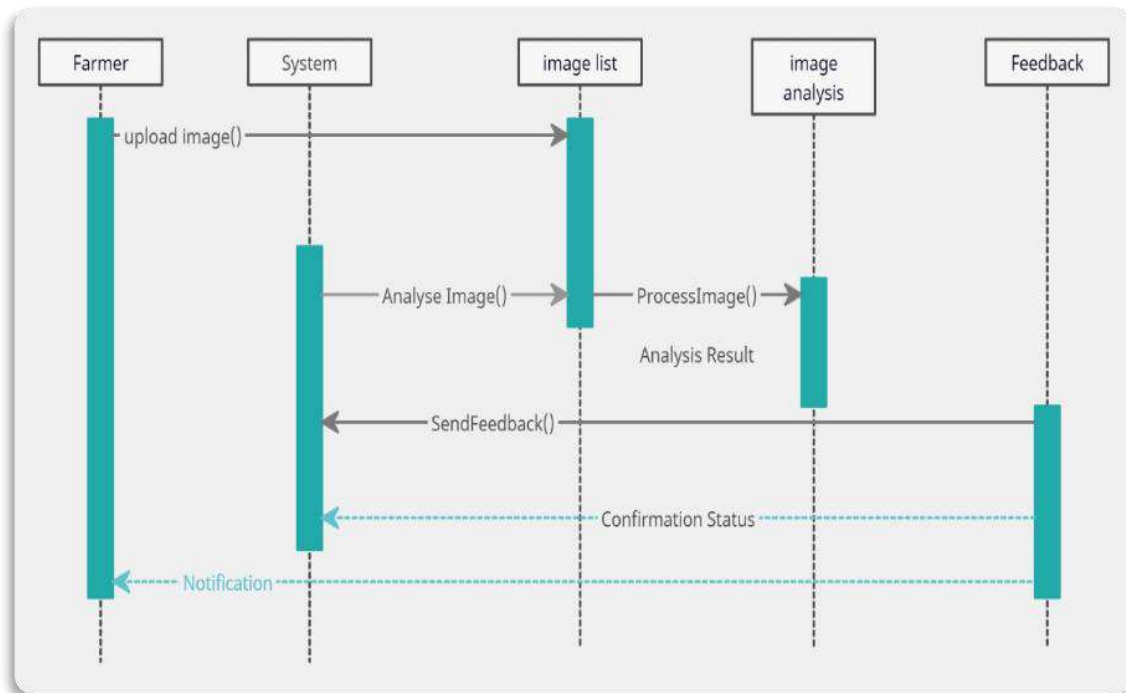 Farmer
System
image list
image
analysis
Feedback
upload image()
Analyse Image()
ProcessImage()
Analysis Result
SendFeedback()
Confirmation Status
Notification